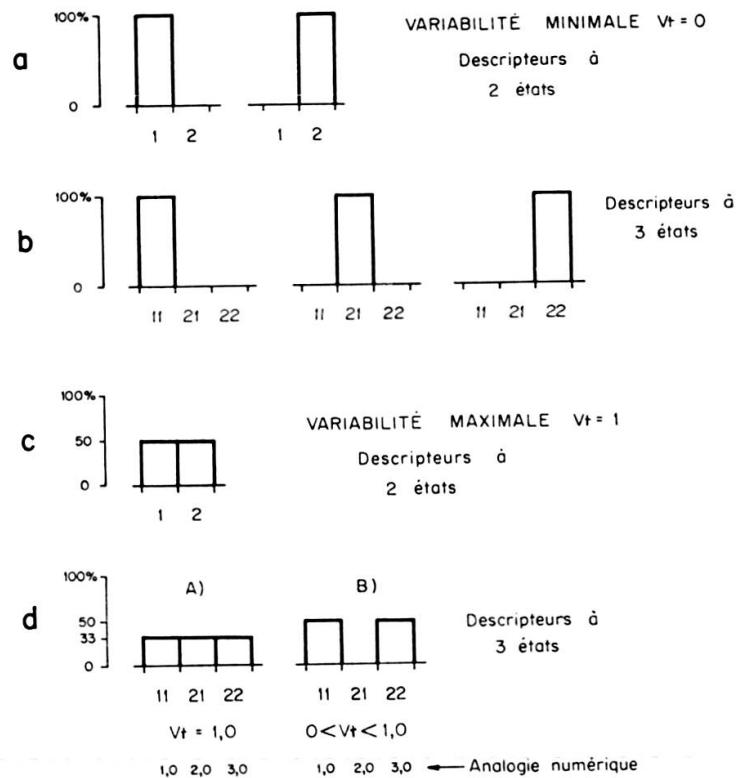 a
100%
0
1 2
1 2
VARIABILITÉ MINIMALE Vt = 0
Descripteurs à
2 états
b
100%
0
11 21 22
11 21 22
11 21 22
Descripteurs à
3 états
c
100%
50
0
1 2
VARIABILITÉ MAXIMALE Vt = 1
Descripteurs à
2 états
d
100%
50
33
0
A)
11 21 22
Vt = 1,0
1,0 2,0 3,0
B)
11 21 22
0<Vt<1,0
1,0 2,0 3,0
Analogie numérique
Descripteurs à
3 états